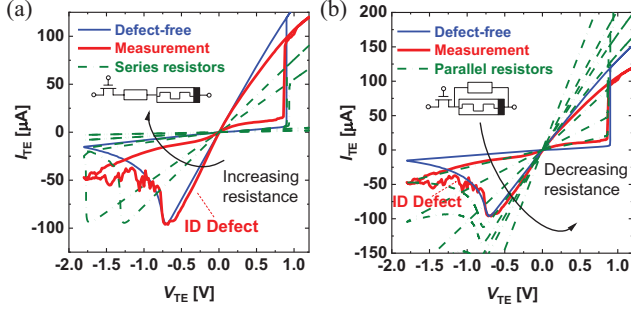 (a)
Defect-free
Measurement
Series resistors
Increasing
resistance
ID Defect
100
50
0
-50
-100
I_TE [µA]
-2.0 -1.5 -1.0 -0.5 0.0 0.5 1.0
V_TE [V]
(b)
Defect-free
Measurement
Parallel resistors
Decreasing
resistance
ID Defect
200
150
100
50
0
-50
-100
-150
I_TE [µA]
-2.0 -1.5 -1.0 -0.5 0.0 0.5 1.0
V_TE [V]